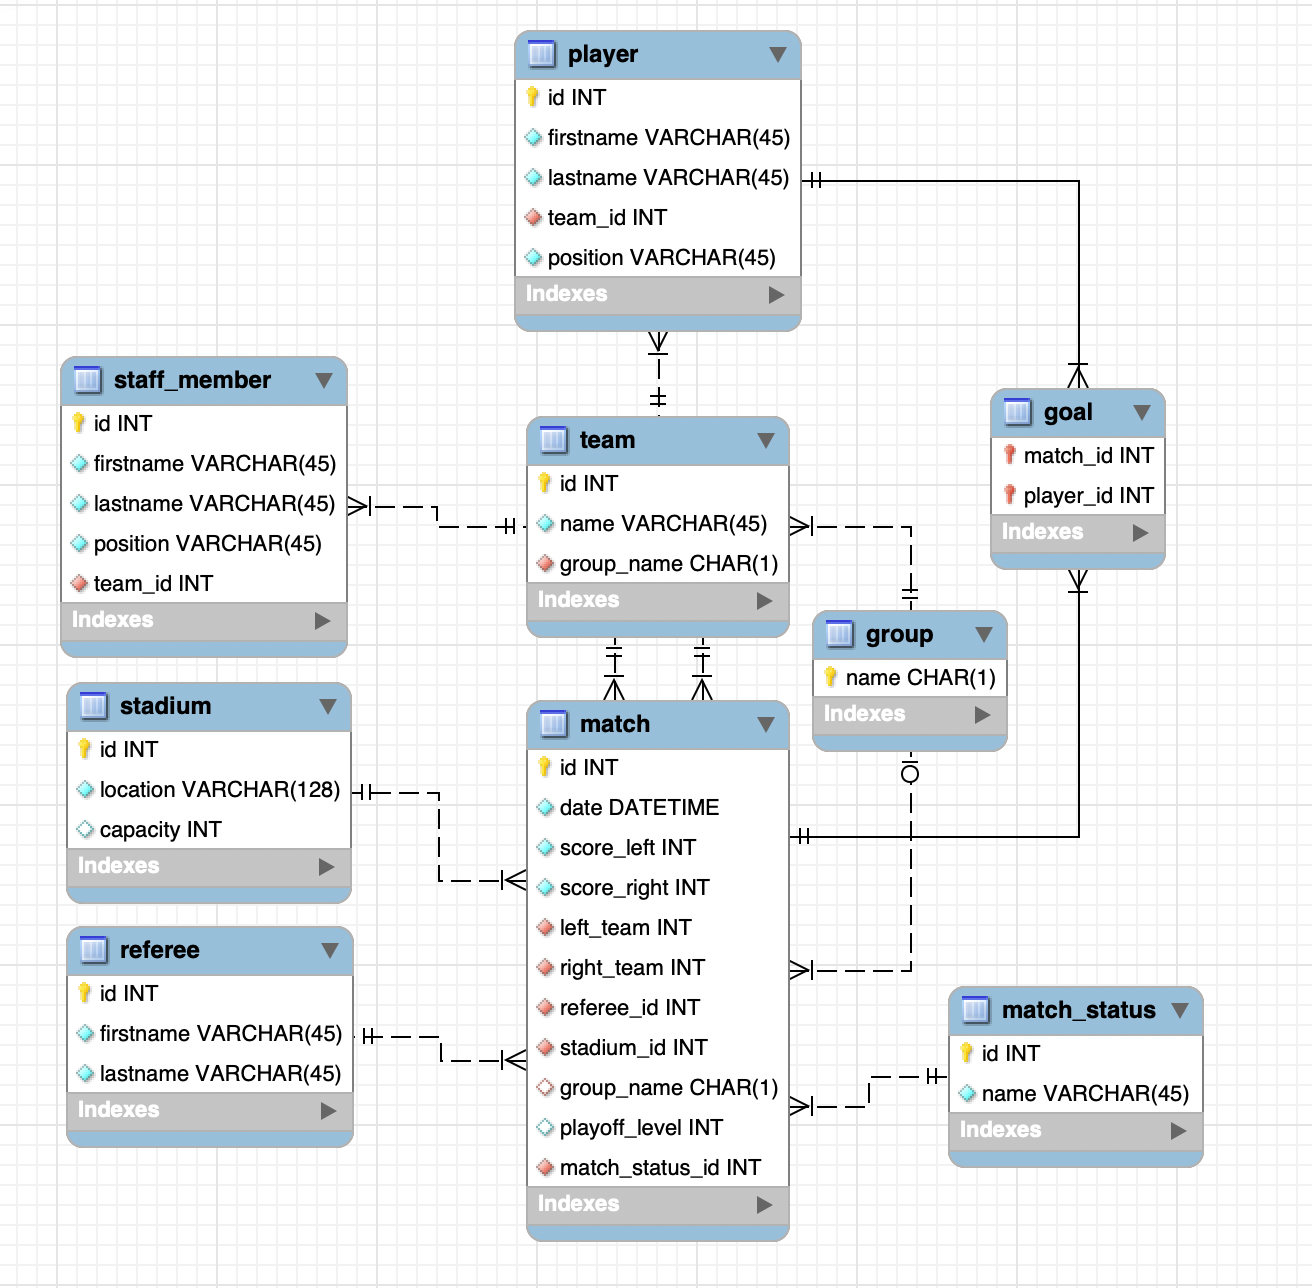 player
id INT
firstname VARCHAR(45)
lastname VARCHAR(45)
team_id INT
position VARCHAR(45)
Indexes
staff_member
id INT
firstname VARCHAR(45)
lastname VARCHAR(45)
position VARCHAR(45)
team_id INT
Indexes
team
id INT
name VARCHAR(45)
group_name CHAR(1)
Indexes
goal
match_id INT
player_id INT
Indexes
group
name CHAR(1)
Indexes
stadium
id INT
location VARCHAR(128)
capacity INT
Indexes
match
id INT
date DATETIME
score_left INT
score_right INT
left_team INT
right_team INT
referee_id INT
stadium_id INT
group_name CHAR(1)
playoff_level INT
match_status_id INT
Indexes
referee
id INT
firstname VARCHAR(45)
lastname VARCHAR(45)
Indexes
match_status
id INT
name VARCHAR(45)
Indexes